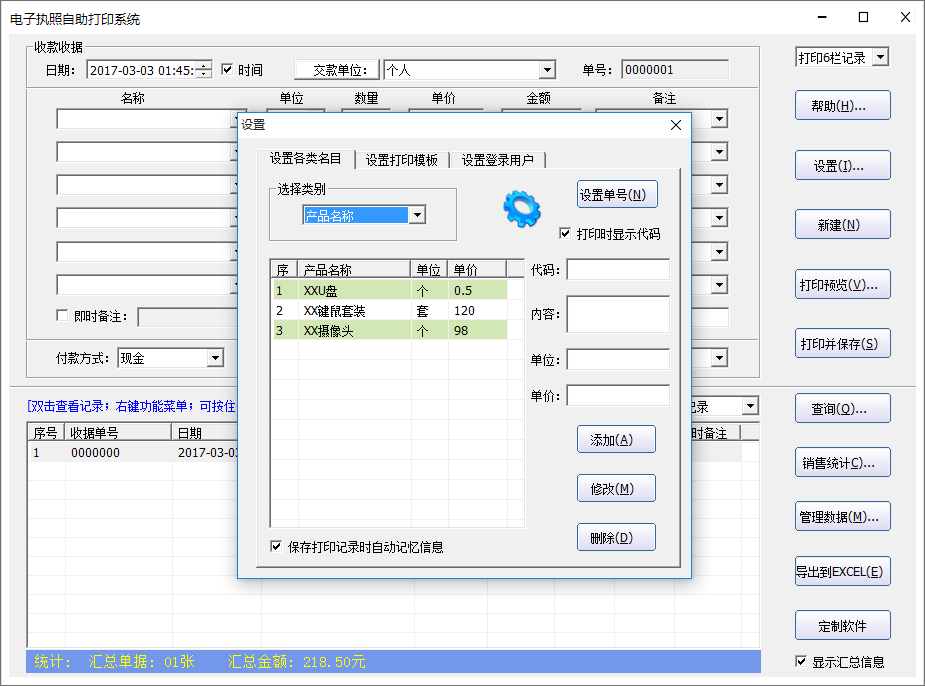 电子执照自助打印系统
收款收据
日期： 2017-03-03 01:45: 时间 交款单位： 个人 单号： 0000001 打印6栏记录
名称 单位 数量 单价 金额 备注
帮助(H)...
设置(I)...
新建(N)
打印预览(V)...
即时备注：
打印并保存(S)
付款方式： 现金
设置
设置各类名目 设置打印模板 设置登录用户
选择类别
产品名称
设置单号(N)
打印时显示代码
序 产品名称 单位 单价
1 XXU盘 个 0.5
2 XX键鼠套装 套 120
3 XX摄像头 个 98
代码：
内容：
单位：
单价：
添加(A)
修改(M)
删除(D)
保存打印记录时自动记忆信息
[双击查看记录；右键功能菜单；可按住 记录
查询(Q)...
序号 收据单号 日期 时备注
1 0000000 2017-03-03
销售统计C)...
管理数据(M)...
导出到EXCEL(E)
定制软件
统计： 汇总单据：01张 汇总金额：218.50元
显示汇总信息